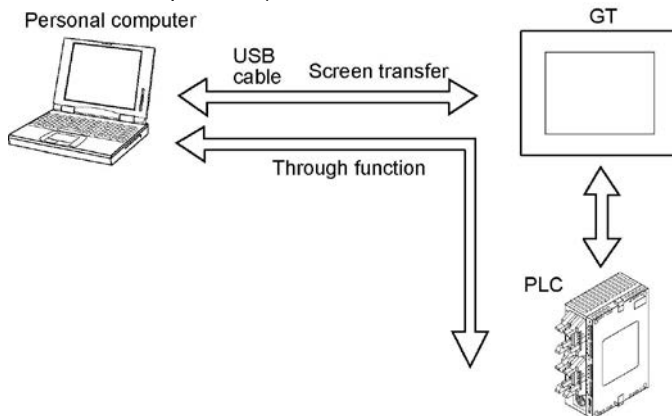 Personal computer
GT
USB
cable
Screen transfer
Through function
PLC